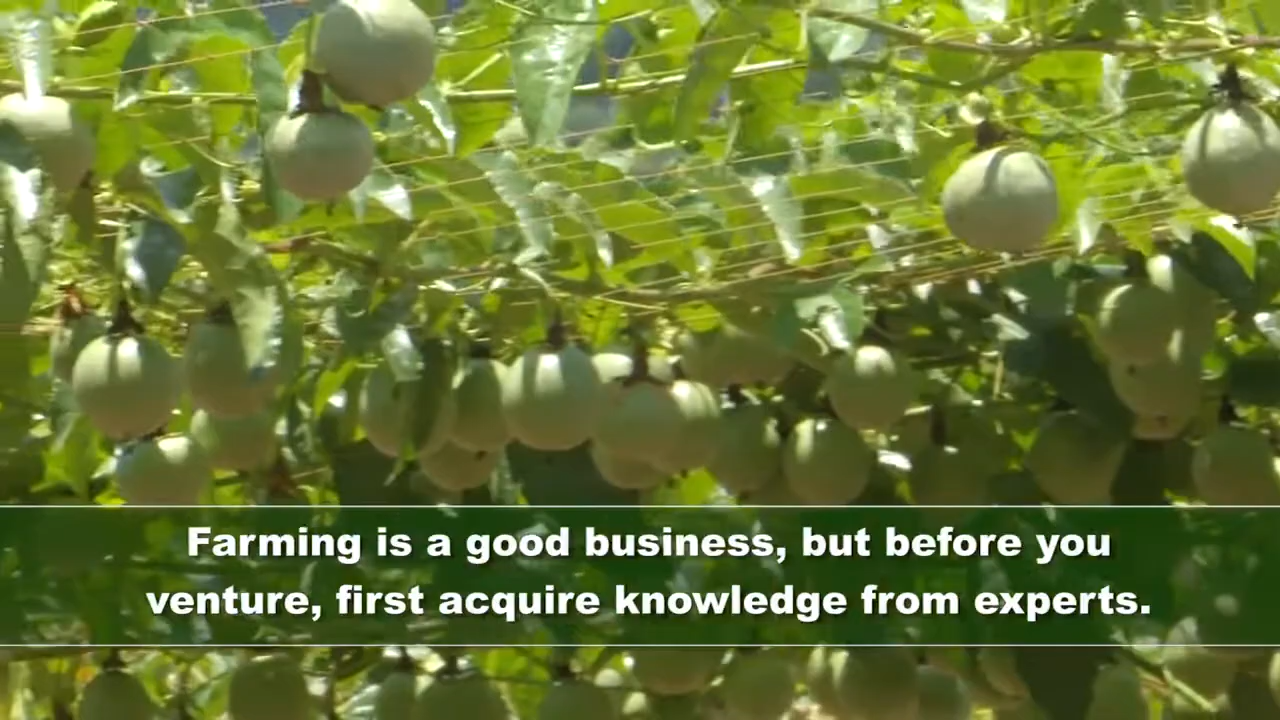 Farming is a good business, but before you
venture, first acquire knowledge from experts.